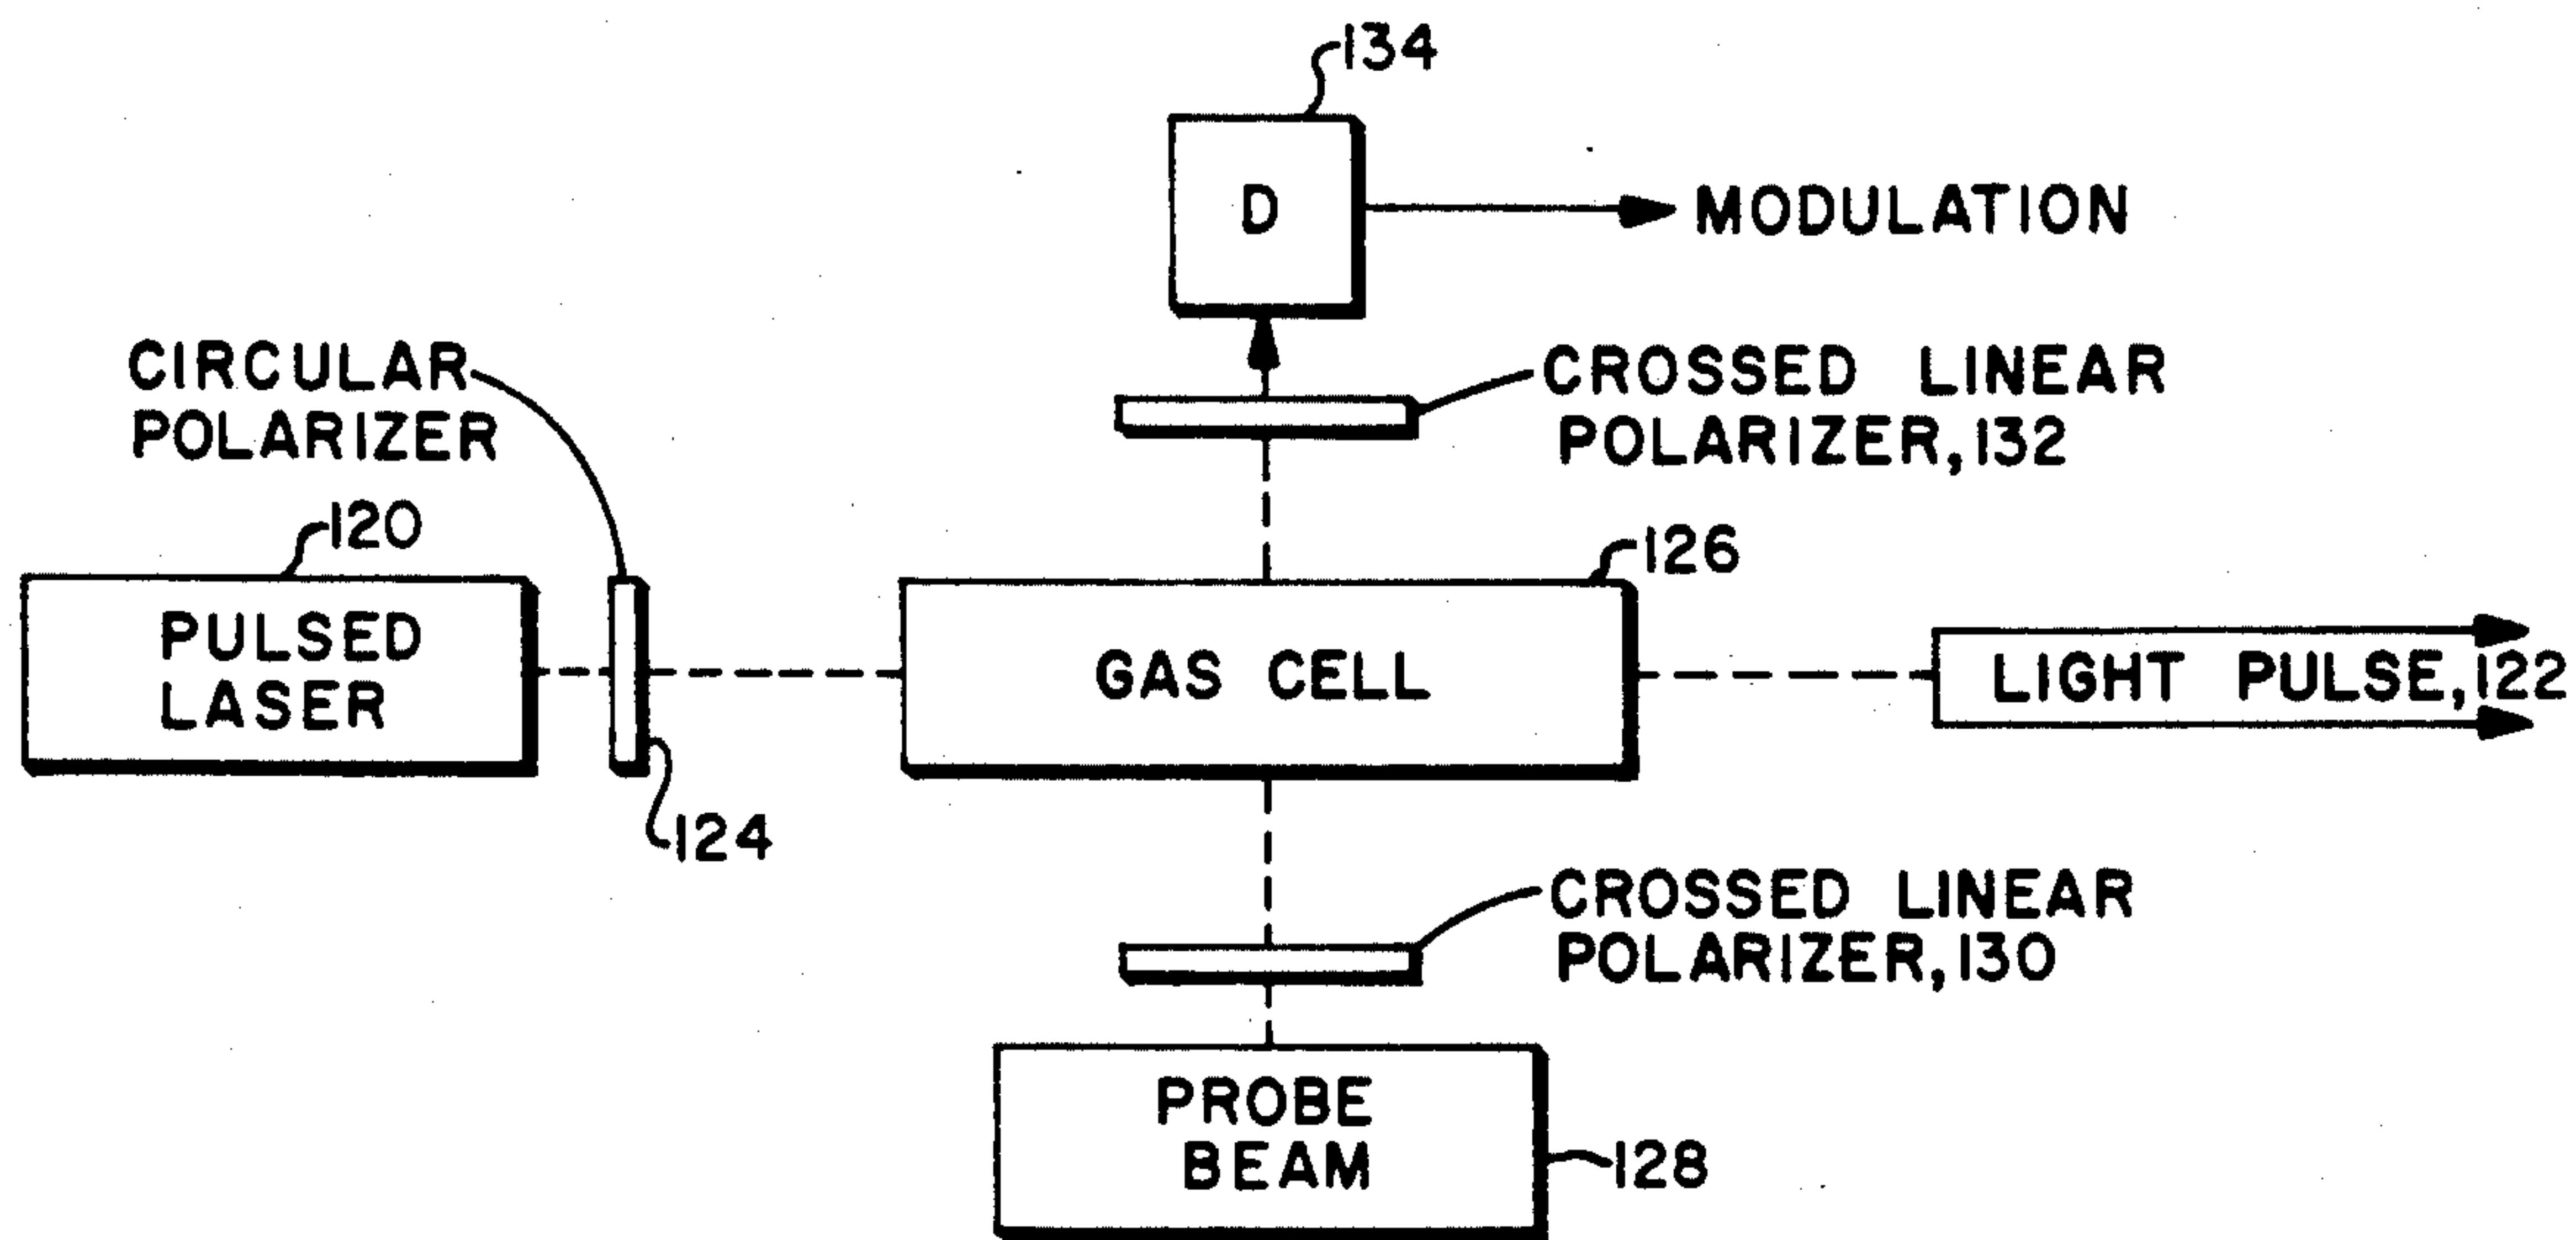 134
D
MODULATION
CIRCULAR
POLARIZER
CROSSED LINEAR
POLARIZER,132
120
126
PULSED
LASER
GAS CELL
LIGHT PULSE,122
124
CROSSED LINEAR
POLARIZER,130
PROBE
BEAM
128